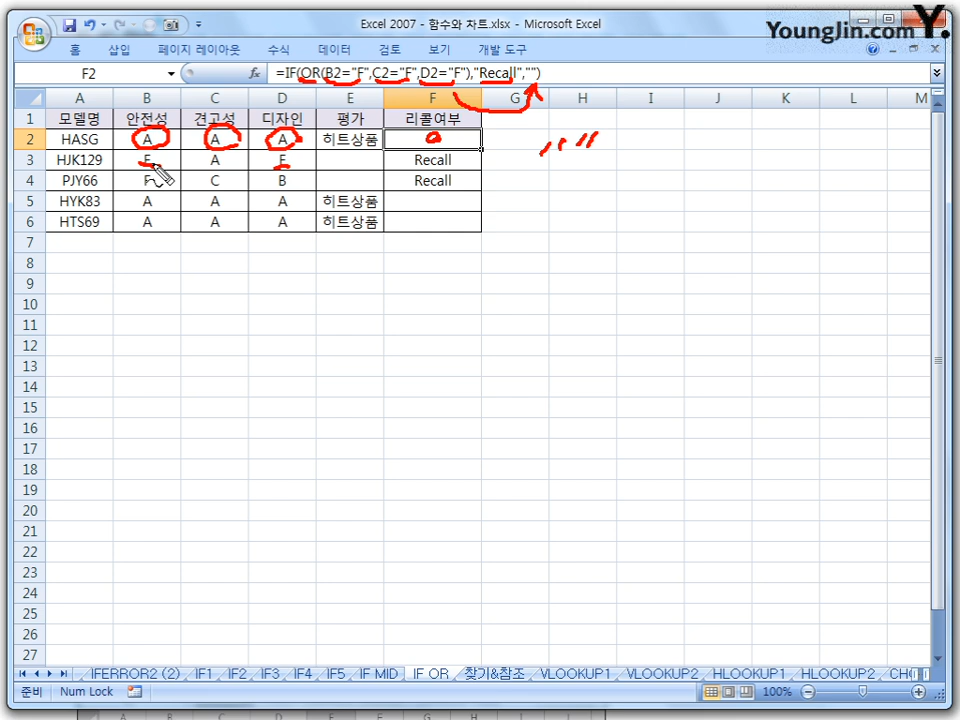 Excel 2007 - 함수와 차트.xlsx - Microsoft Excel
YoungJin.com Y.
홈 삽입 페이지 레이아웃 수식 데이터 검토 보기 개발 도구
F2 fx =IF(OR(B2="F",C2="F",D2="F"),"Recall","")
A B C D E F G H I J K L M
1 모델명 안전성 견고성 디자인 평가 리콜여부
2 HASG A A A 히트상품
3 HJK129 F A F Recall
4 PJY66 F C B Recall
5 HYK83 A A A 히트상품
6 HTS69 A A A 히트상품
7
8
9
10
11
12
13
14
15
16
17
18
19
20
21
22
23
24
25
26
27
IFERROR2 (2) IF1 IF2 IF3 IF4 IF5 IF MID IF OR 찾기&참조 VLOOKUP1 VLOOKUP2 HLOOKUP1 HLOOKUP2 CHO
준비 Num Lock 100%